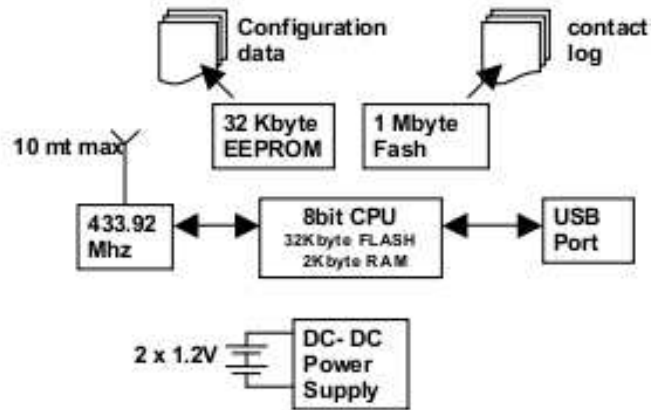 Configuration
data
contact
log
32 Kbyte
EEPROM
1 Mbyte
Fash
10 mt max
433.92
Mhz
8bit CPU
32Kbyte FLASH
2Kbyte RAM
USB
Port
2 x 1.2V
DC- DC
Power
Supply